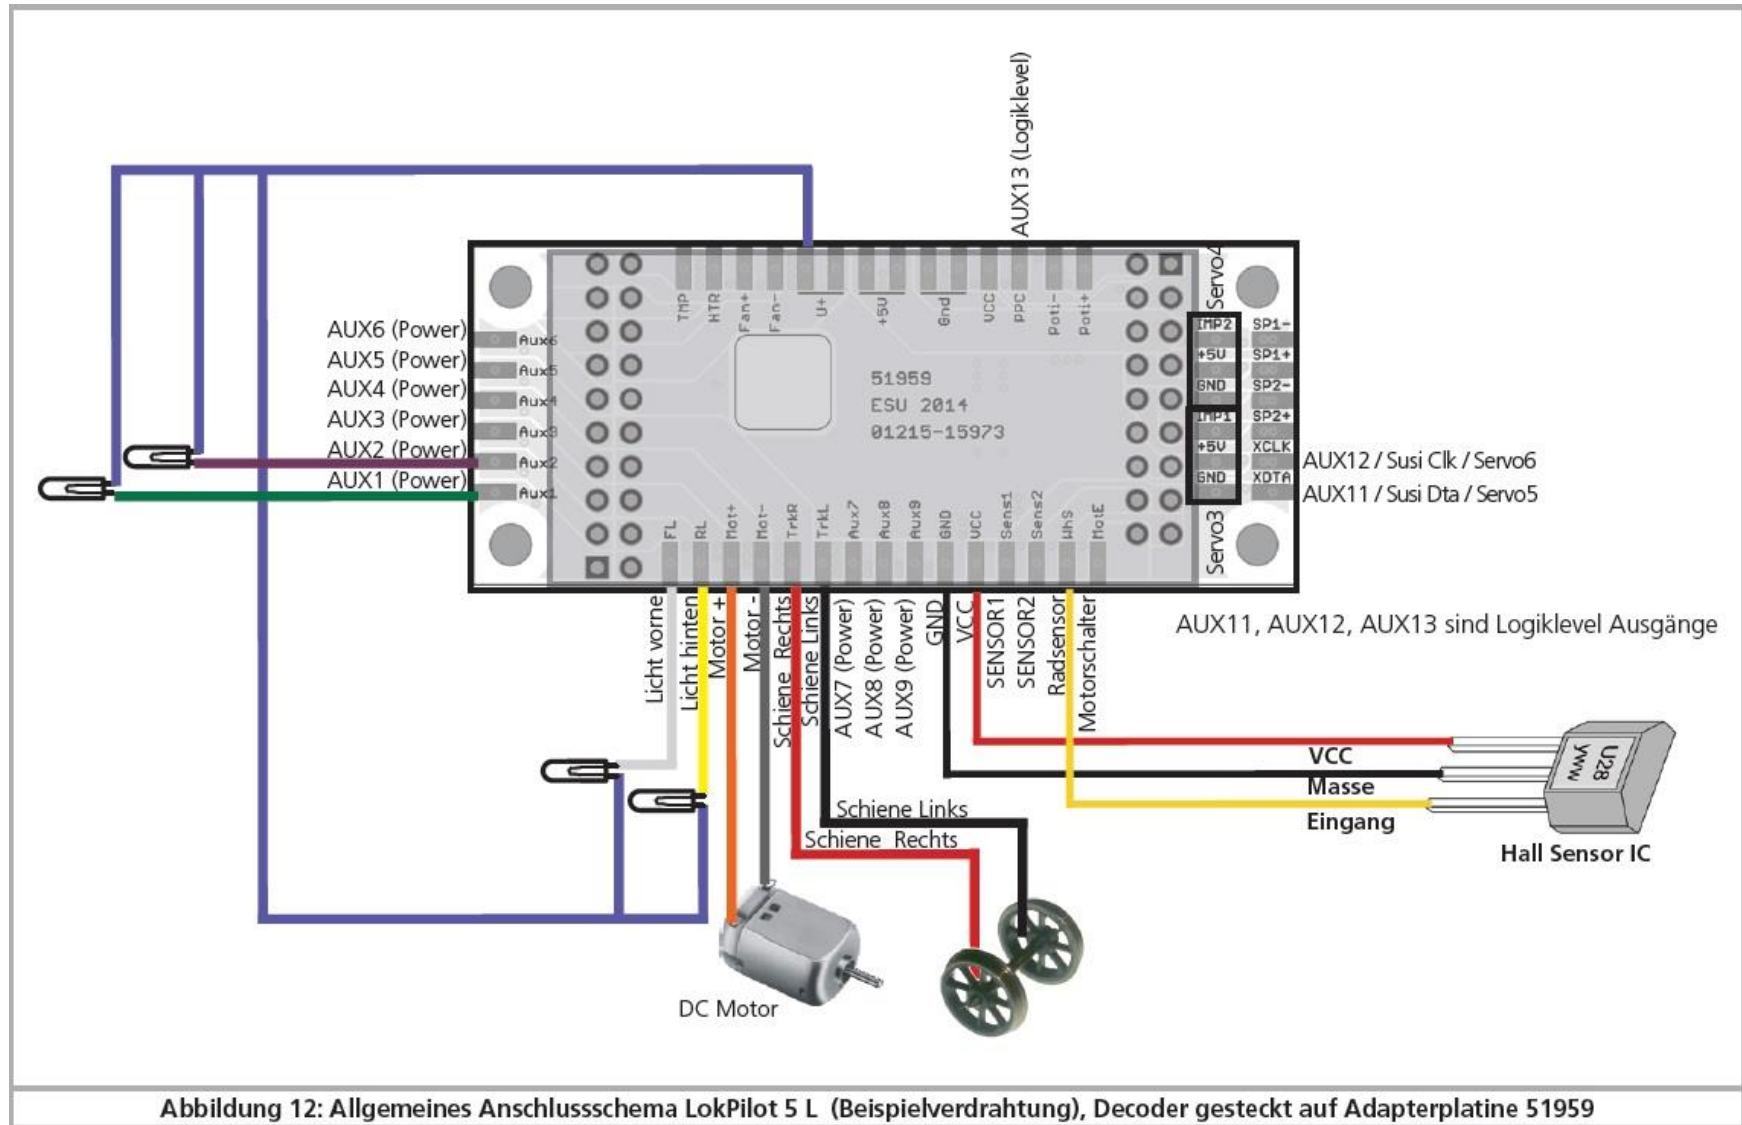 AUX13 (Logiklevel)
TMP
HTR
Fan+
Fan-
U+
+5V
Gnd
VCC
PPC
Poti-
Poti+
Servo4
AUX6 (Power)
AUX5 (Power)
AUX4 (Power)
AUX3 (Power)
AUX2 (Power)
AUX1 (Power)
Aux6
Aux5
Aux4
Aux3
Aux2
Aux1
51959
ESU 2014
01215-15973
IMP2
+5V
GND
IMP1
+5V
GND
SP1-
SP1+
SP2-
SP2+
XCLK
XDTA
AUX12 / Susi Clk / Servo6
AUX11 / Susi Dta / Servo5
Servo3
FL
RL
Mot+
Mot-
TrkR
TrkL
Aux7
Aux8
Aux9
GND
VCC
Sens1
Sens2
WhS
MotE
Licht vorne
Licht hinten
Motor +
Motor -
Schiene Rechts
Schiene Links
AUX7 (Power)
AUX8 (Power)
AUX9 (Power)
GND
VCC
SENSOR1
SENSOR2
Radsensor
Motorschalter
AUX11, AUX12, AUX13 sind Logiklevel Ausgänge
VCC
Masse
Eingang
U28
yww
Hall Sensor IC
Schiene Links
Schiene Rechts
DC Motor
Abbildung 12: Allgemeines Anschlussschema LokPilot 5 L (Beispielverdrahtung), Decoder gesteckt auf Adapterplatine 51959